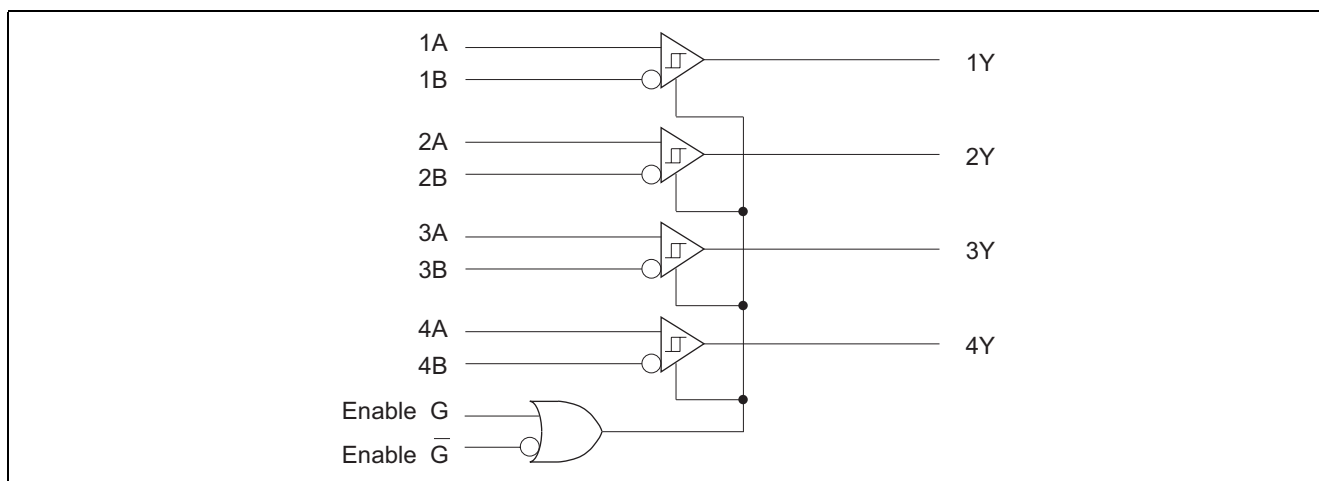 1A
1B
1Y
2A
2B
2Y
3A
3B
3Y
4A
4B
4Y
Enable G
Enable G̅